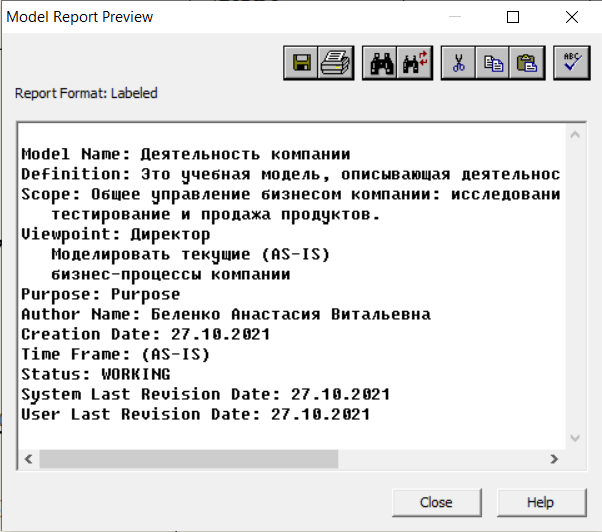 Model Report Preview
ABC
Report Format: Labeled
Model Name: Деятельность компании
Definition: Это учебная модель, описывающая деятельнос
Scope: Общее управление бизнесом компании: исследовани
тестирование и продажа продуктов.
Viewpoint: Директор
Моделировать текущие (AS-IS)
бизнес-процессы компании
Purpose: Purpose
Author Name: Беленко Анастасия Витальевна
Creation Date: 27.10.2021
Time Frame: (AS-IS)
Status: WORKING
System Last Revision Date: 27.10.2021
User Last Revision Date: 27.10.2021
Close Help